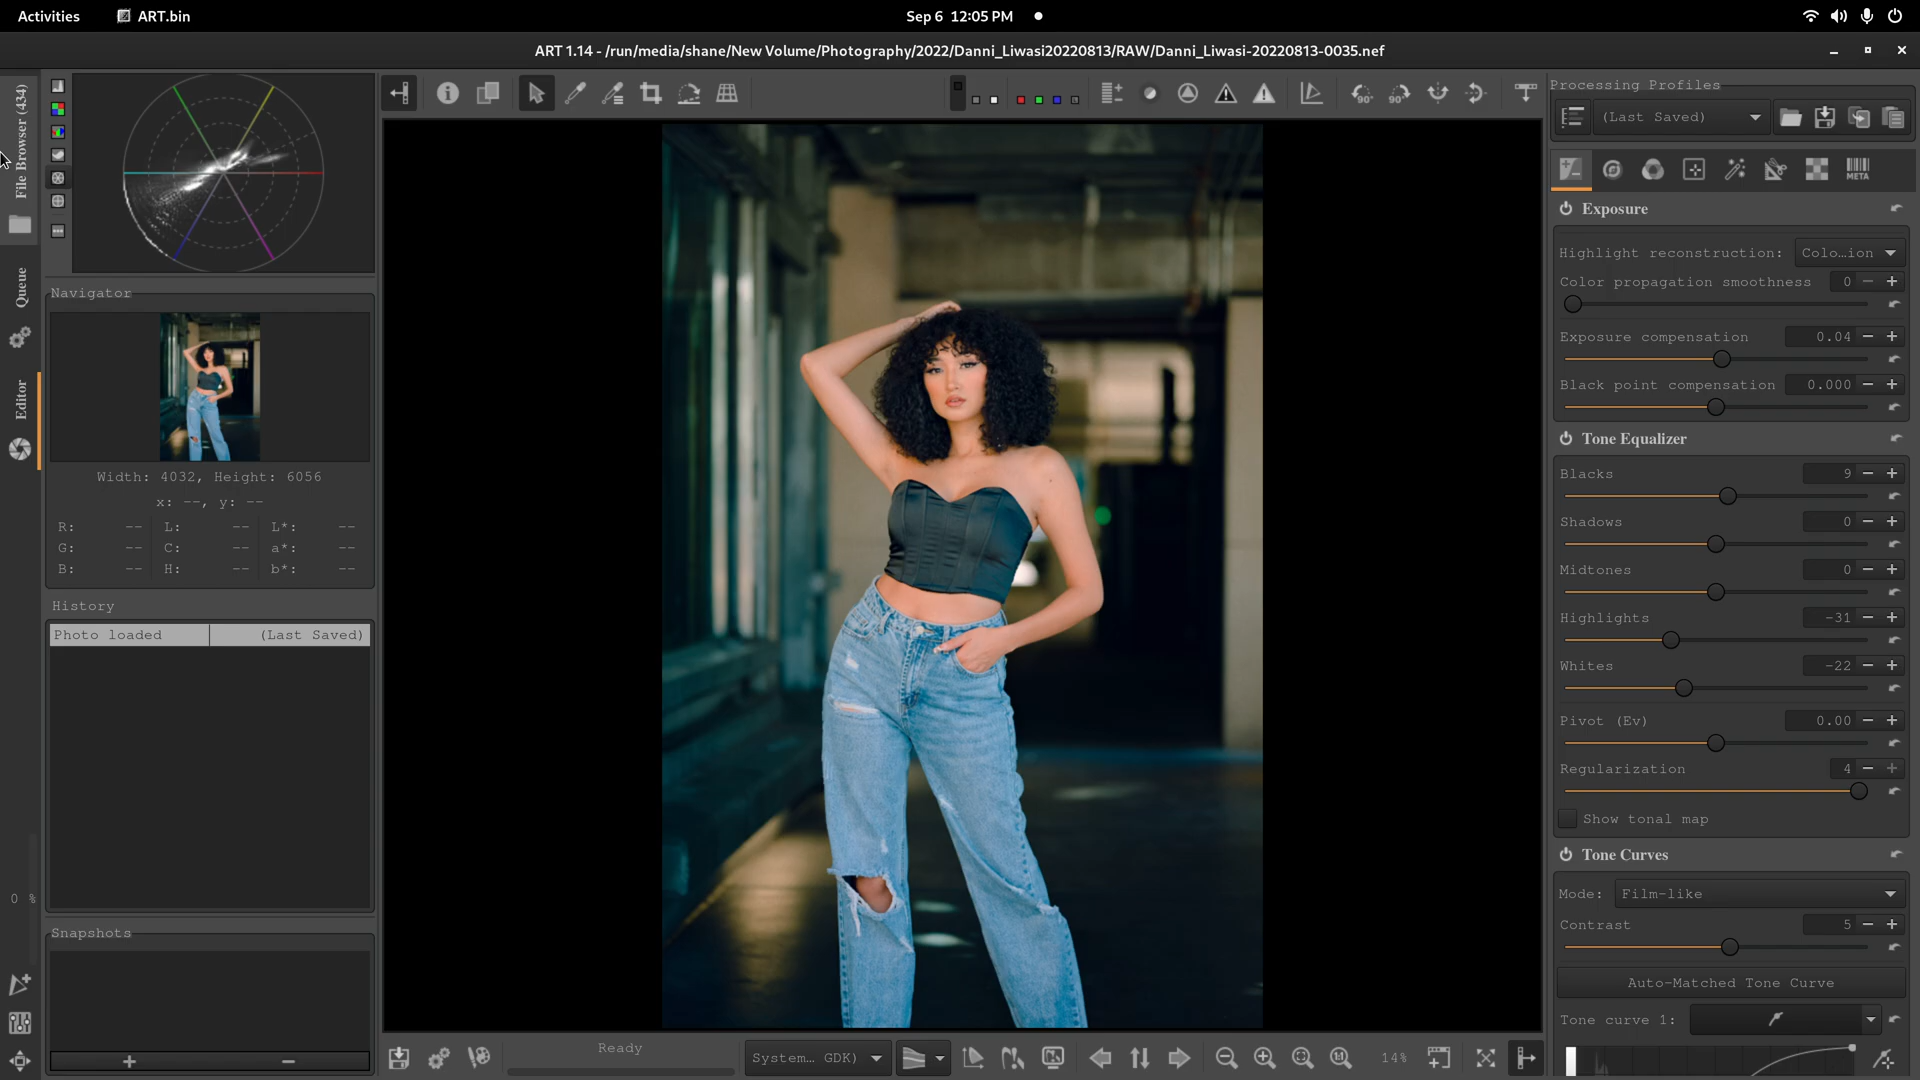 Activities
ART.bin
Sep 6 12:05 PM
ART 1.14 - /run/media/shane/New Volume/Photography/2022/Danni_Liwasi20220813/RAW/Danni_Liwasi-20220813-0035.nef
File Browser (434)
Queue
Editor
0 %
Navigator
Width: 4032, Height: 6056
x: --, y: --
R: -- L: -- L*: --
G: -- C: -- a*: --
B: -- H: -- b*: --
History
Photo loaded (Last Saved)
Snapshots
90° 90°
Ready
System… GDK)
14%
Processing Profiles
(Last Saved)
META
Exposure
Highlight reconstruction: Colo…ion
Color propagation smoothness 0
Exposure compensation 0.04
Black point compensation 0.000
Tone Equalizer
Blacks 9
Shadows 0
Midtones 0
Highlights -31
Whites -22
Pivot (Ev) 0.00
Regularization 4
Show tonal map
Tone Curves
Mode: Film-like
Contrast 5
Auto-Matched Tone Curve
Tone curve 1: